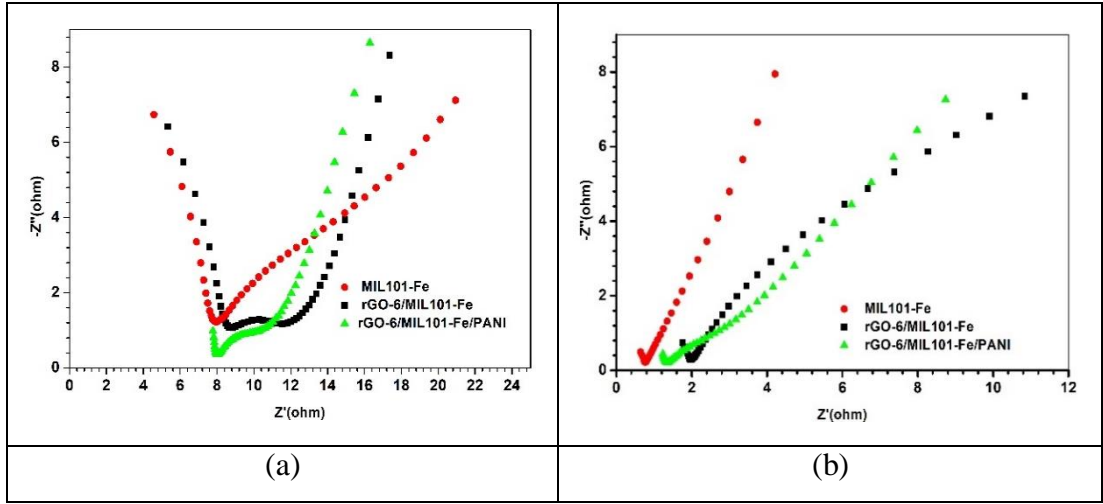 8
6
4
2
0
-Z"(ohm)
MIL101-Fe
rGO-6/MIL101-Fe
rGO-6/MIL101-Fe/PANI
0 2 4 6 8 10 12 14 16 18 20 22 24
Z'(ohm)
(a)
8
6
4
2
0
-Z"(ohm)
MIL101-Fe
rGO-6/MIL101-Fe
rGO-6/MIL101-Fe/PANI
0 2 4 6 8 10 12
Z'(ohm)
(b)